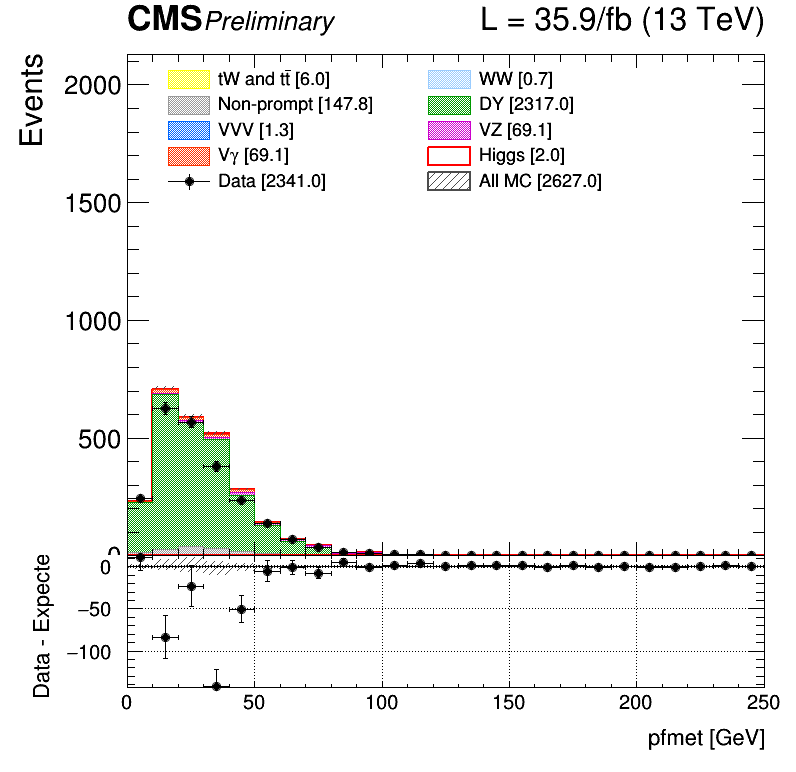 CMS Preliminary L = 35.9/fb (13 TeV)
Events
2000
1500
1000
500
0
tW and tt̄ [6.0]
Non-prompt [147.8]
VVV [1.3]
Vγ [69.1]
Data [2341.0]
WW [0.7]
DY [2317.0]
VZ [69.1]
Higgs [2.0]
All MC [2627.0]
Data - Expecte
0
−50
−100
0 50 100 150 200 250
pfmet [GeV]